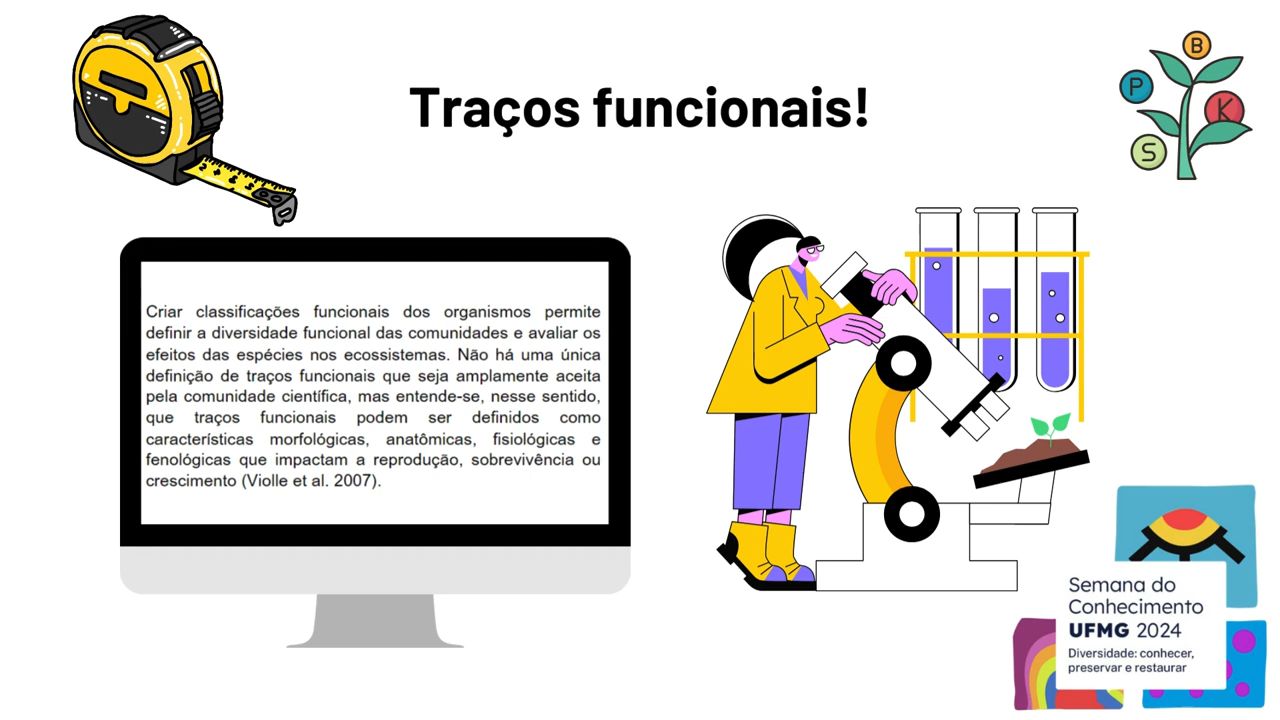 Traços funcionais!
B
P
K
S
Criar classificações funcionais dos organismos permite
definir a diversidade funcional das comunidades e avaliar os
efeitos das espécies nos ecossistemas. Não há uma única
definição de traços funcionais que seja amplamente aceita
pela comunidade científica, mas entende-se, nesse sentido,
que traços funcionais podem ser definidos como
características morfológicas, anatômicas, fisiológicas e
fenológicas que impactam a reprodução, sobrevivência ou
crescimento (Violle et al. 2007).
Semana do
Conhecimento
UFMG 2024
Diversidade: conhecer,
preservar e restaurar